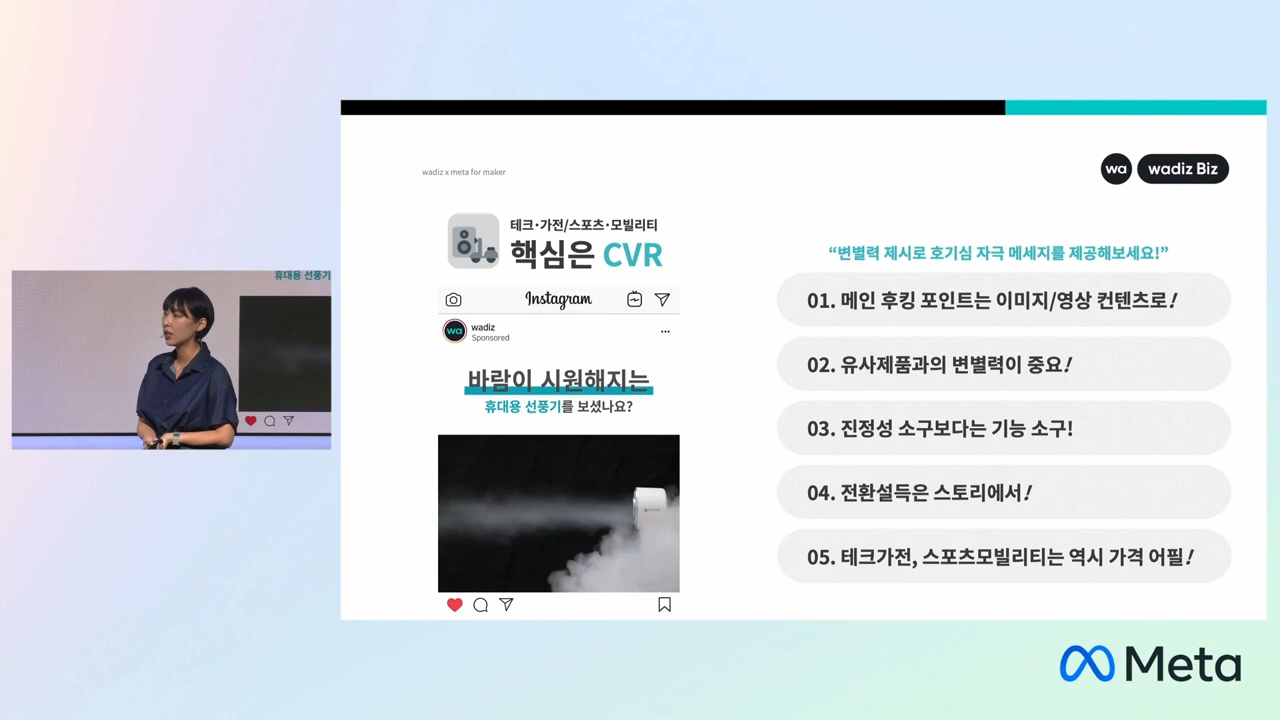 휴대용 선풍기
wadiz x meta for maker
wa wadiz Biz
테크·가전/스포츠·모빌리티
핵심은 CVR
Instagram
wa wadiz
Sponsored
바람이 시원해지는
휴대용 선풍기를 보셨나요?
“변별력 제시로 호기심 자극 메세지를 제공해보세요!”
01. 메인 후킹 포인트는 이미지/영상 컨텐츠로!
02. 유사제품과의 변별력이 중요!
03. 진정성 소구보다는 기능 소구!
04. 전환설득은 스토리에서!
05. 테크가전, 스포츠모빌리티는 역시 가격 어필!
Meta